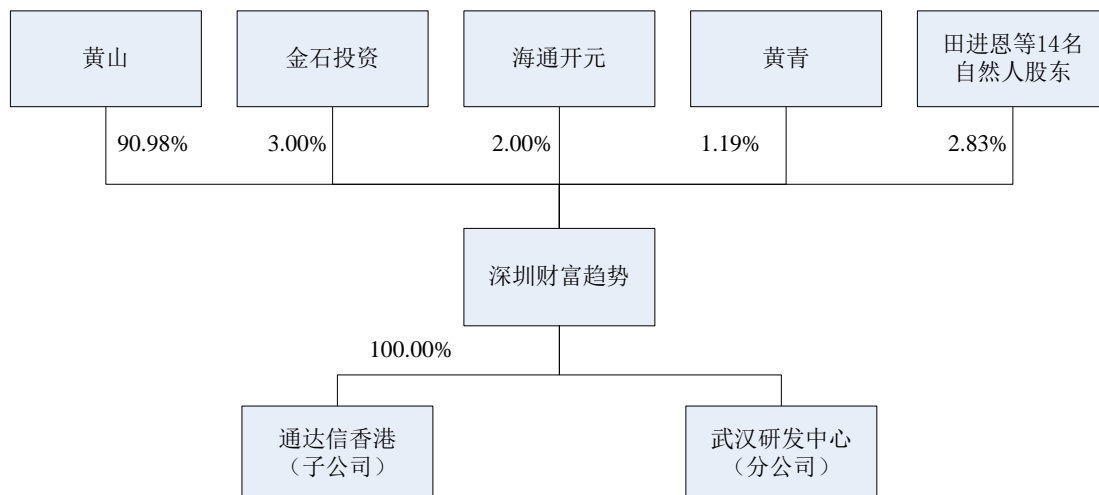 黄山
金石投资
海通开元
黄青
田进恩等14名
自然人股东
90.98%
3.00%
2.00%
1.19%
2.83%
深圳财富趋势
100.00%
通达信香港
（子公司）
武汉研发中心
（分公司）